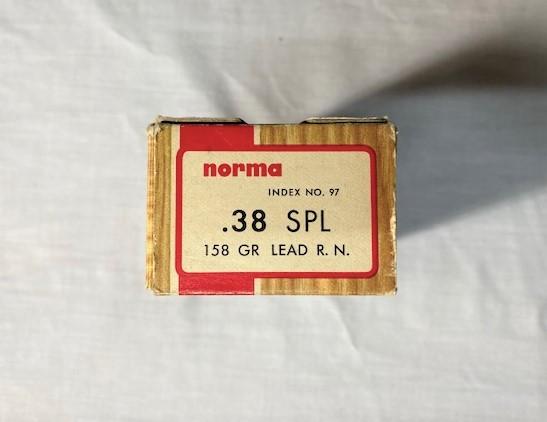 norma
INDEX NO. 97
.38 SPL
158 GR LEAD R. N.